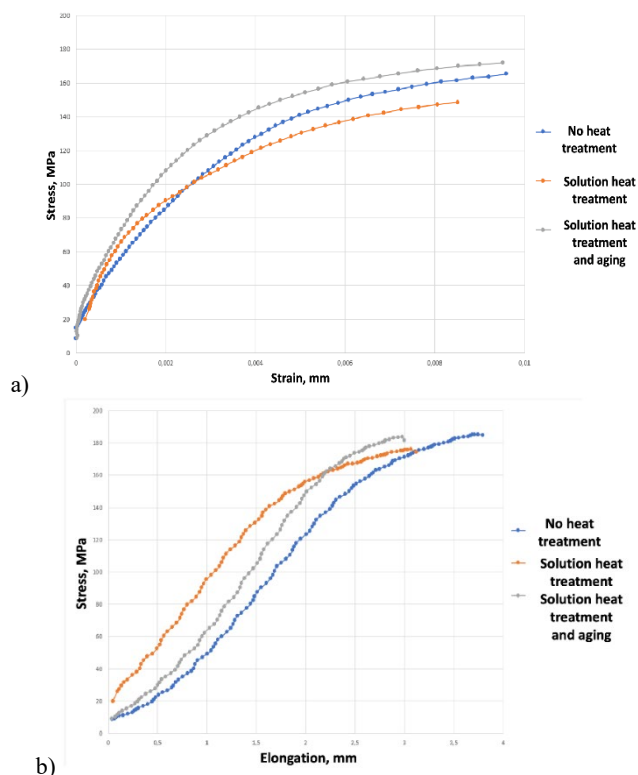 200
180
160
140
120
100
80
60
40
20
0
Stress, MPa
0
0,002
0,004
0,006
0,008
0,01
Strain, mm
No heat
treatment
Solution heat
treatment
Solution heat
treatment
and aging
a)
200
180
160
140
120
100
80
60
40
20
0
Stress, MPa
0
0,5
1
1,5
2
2,5
3
3,5
4
Elongation, mm
No heat
treatment
Solution heat
treatment
Solution heat
treatment
and aging
b)